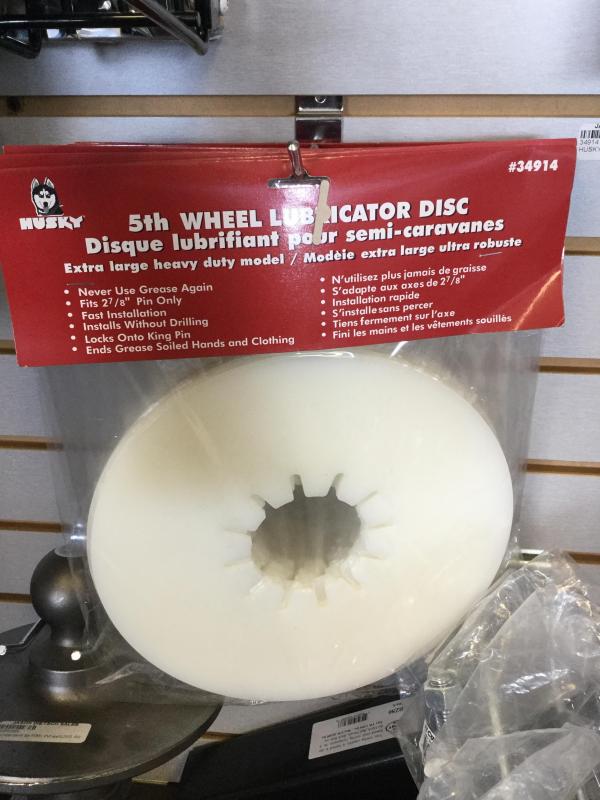 #34914
HUSKY
5th WHEEL LUBRICATOR DISC
Disque lubrifiant pour semi-caravanes
Extra large heavy duty model / Modèie extra large ultra robuste
• Never Use Grease Again
• Fits 2 7/8" Pin Only
• Fast Installation
• Installs Without Drilling
• Locks Onto King Pin
• Ends Grease Soiled Hands and Clothing
• N'utilisez plus jamais de graisse
• S'adapte aux axes de 2 7/8"
• Installation rapide
• S'installe sans percer
• Tiens fermement sur l'axe
• Fini les mains et les vêtements souillès
34914
HUSKY